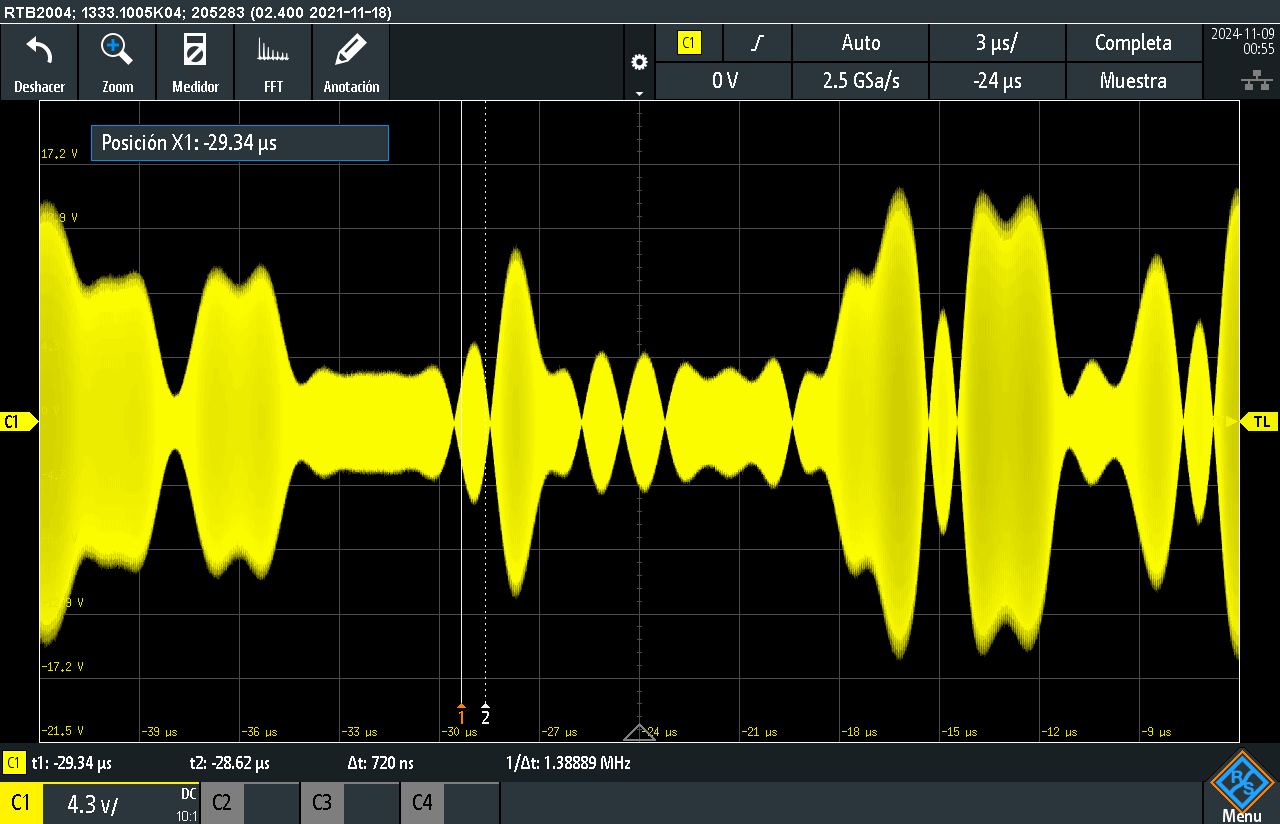 RTB2004; 1333.1005K04; 205283 (02.400 2021-11-18)
Deshacer Zoom Medidor FFT Anotación
C1 Auto 3 µs/ Completa
0 V 2.5 GSa/s -24 µs Muestra
2024-11-09
00:55
Posición X1: -29.34 µs
17.2 V
C1
TL
-17.2 V
-21.5 V
1 2
-39 µs -36 µs -33 µs -30 µs -27 µs -24 µs -21 µs -18 µs -15 µs -12 µs -9 µs
C1 t1: -29.34 µs t2: -28.62 µs Δt: 720 ns 1/Δt: 1.38889 MHz
C1 4.3 V/ DC 10:1 C2 C3 C4
R S
Menu